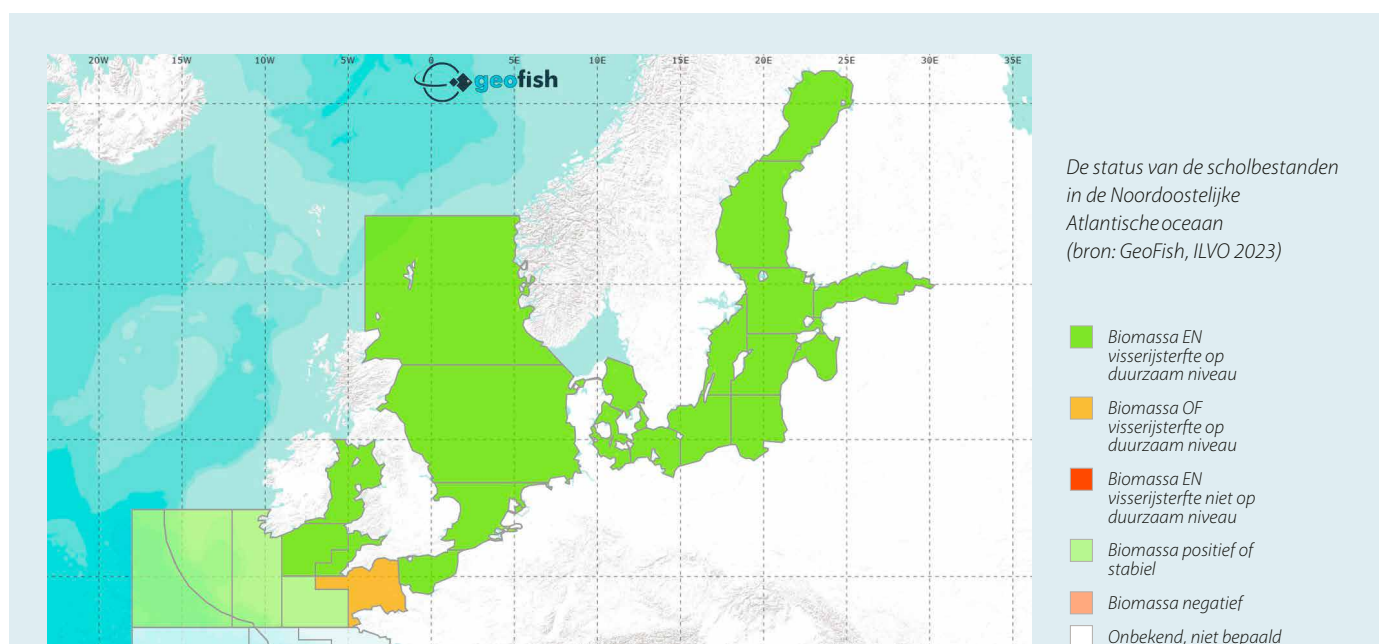 20W 15W 10W 5W 0 5E 10E 15E 20E 25E 30E 35E
geofish
De status van de scholbestanden
in de Noordoostelijke
Atlantische oceaan
(bron: GeoFish, ILVO 2023)
Biomassa EN
visserijsterfte op
duurzaam niveau
Biomassa OF
visserijsterfte op
duurzaam niveau
Biomassa EN
visserijsterfte niet op
duurzaam niveau
Biomassa positief of
stabiel
Biomassa negatief
Onbekend, niet bepaald